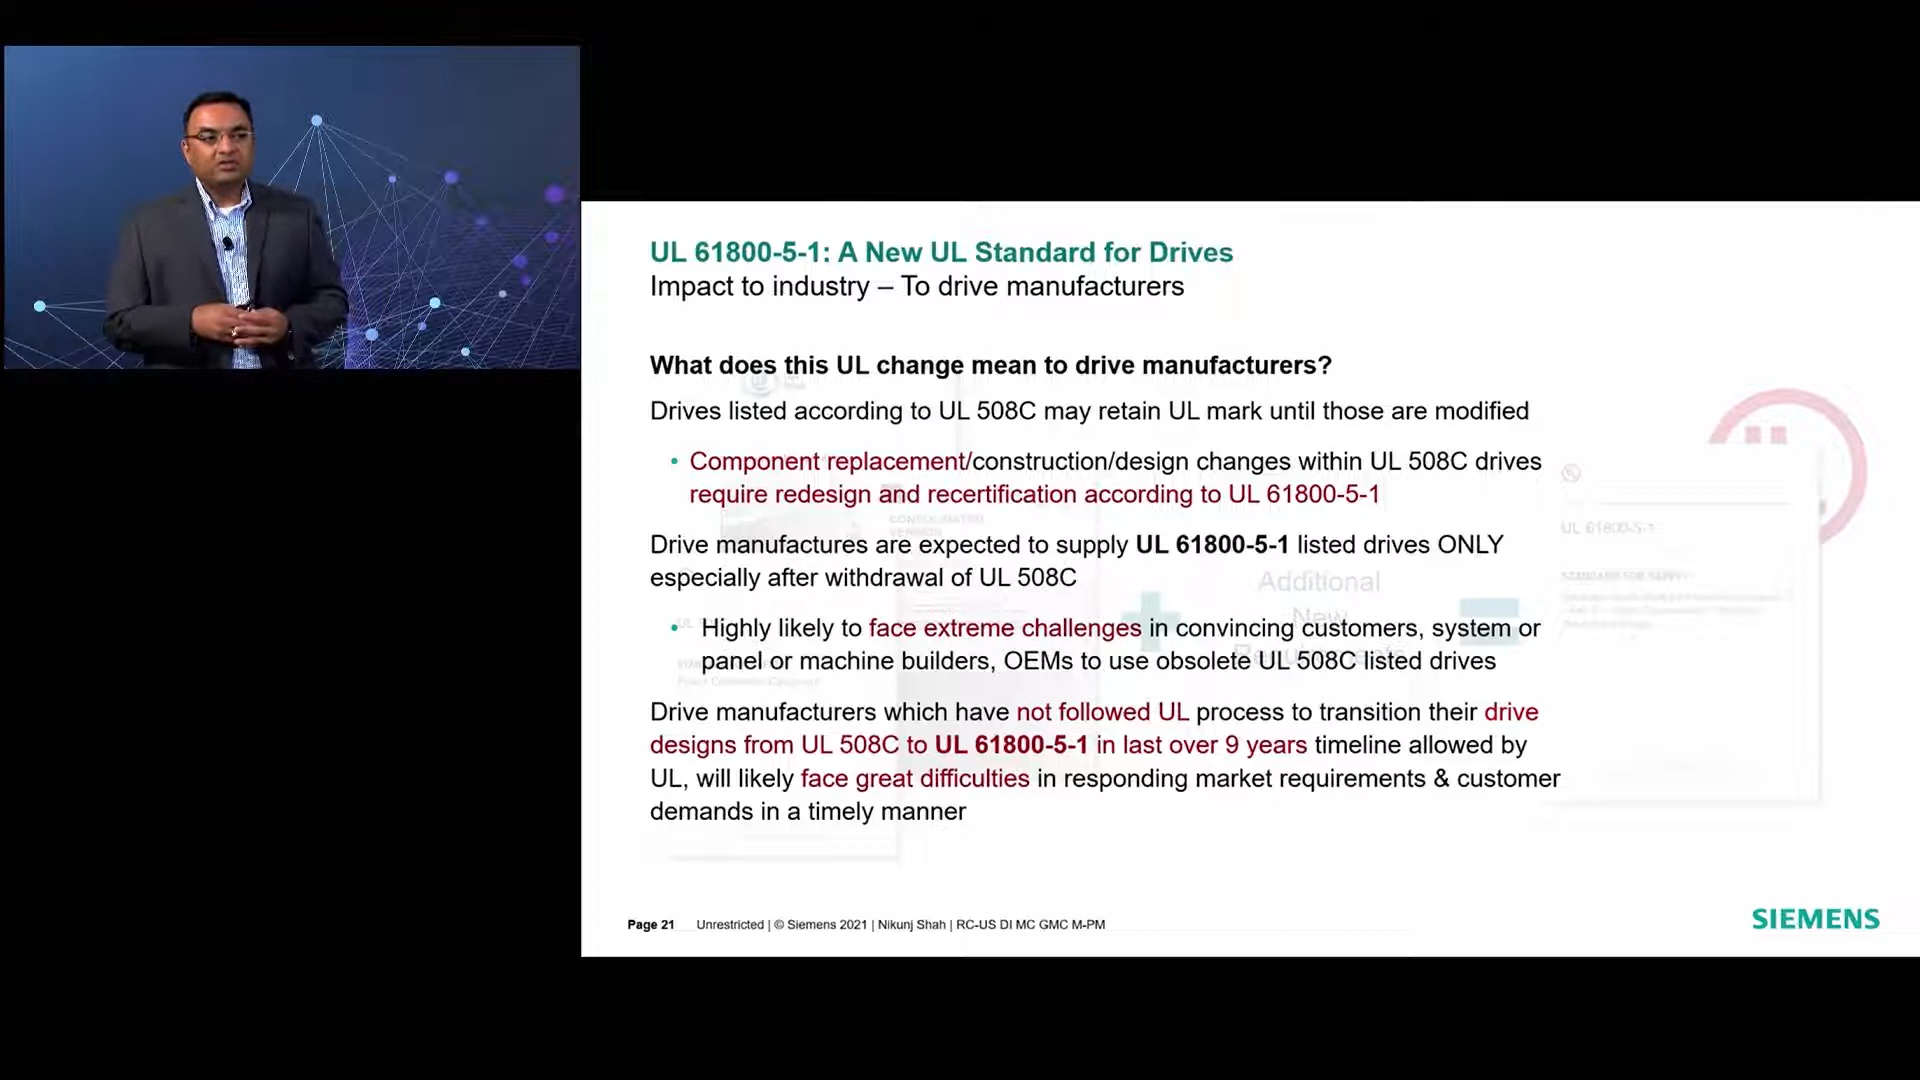 UL 61800-5-1: A New UL Standard for Drives
Impact to industry – To drive manufacturers
What does this UL change mean to drive manufacturers?
Drives listed according to UL 508C may retain UL mark until those are modified
• Component replacement/construction/design changes within UL 508C drives
require redesign and recertification according to UL 61800-5-1
UL 61800-5-1
Drive manufactures are expected to supply UL 61800-5-1 listed drives ONLY
especially after withdrawal of UL 508C
Additional
New
• Highly likely to face extreme challenges in convincing customers, system or
panel or machine builders, OEMs to use obsolete UL 508C listed drives
Drive manufacturers which have not followed UL process to transition their drive
designs from UL 508C to UL 61800-5-1 in last over 9 years timeline allowed by
UL, will likely face great difficulties in responding market requirements & customer
demands in a timely manner
Page 21 Unrestricted | © Siemens 2021 | Nikunj Shah | RC-US DI MC GMC M-PM
SIEMENS